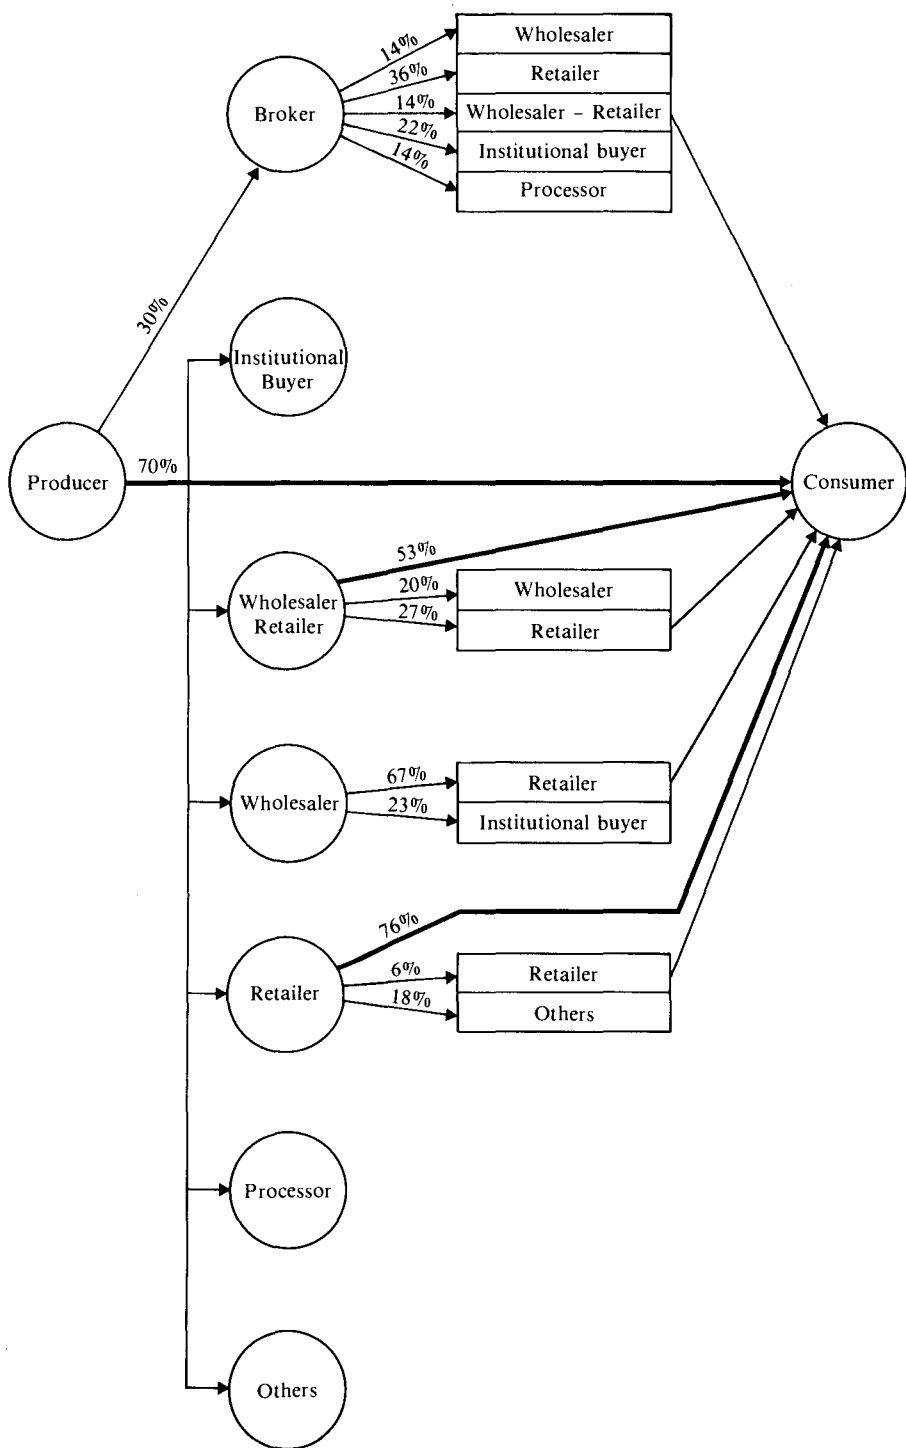 14%
Wholesaler
36%
Retailer
Broker
14%
Wholesaler – Retailer
22%
Institutional buyer
14%
Processor
30%
Institutional
Buyer
Producer
70%
Consumer
53%
Wholesaler
Retailer
20%
Wholesaler
27%
Retailer
Wholesaler
67%
Retailer
23%
Institutional buyer
76%
Retailer
6%
Retailer
18%
Others
Processor
Others